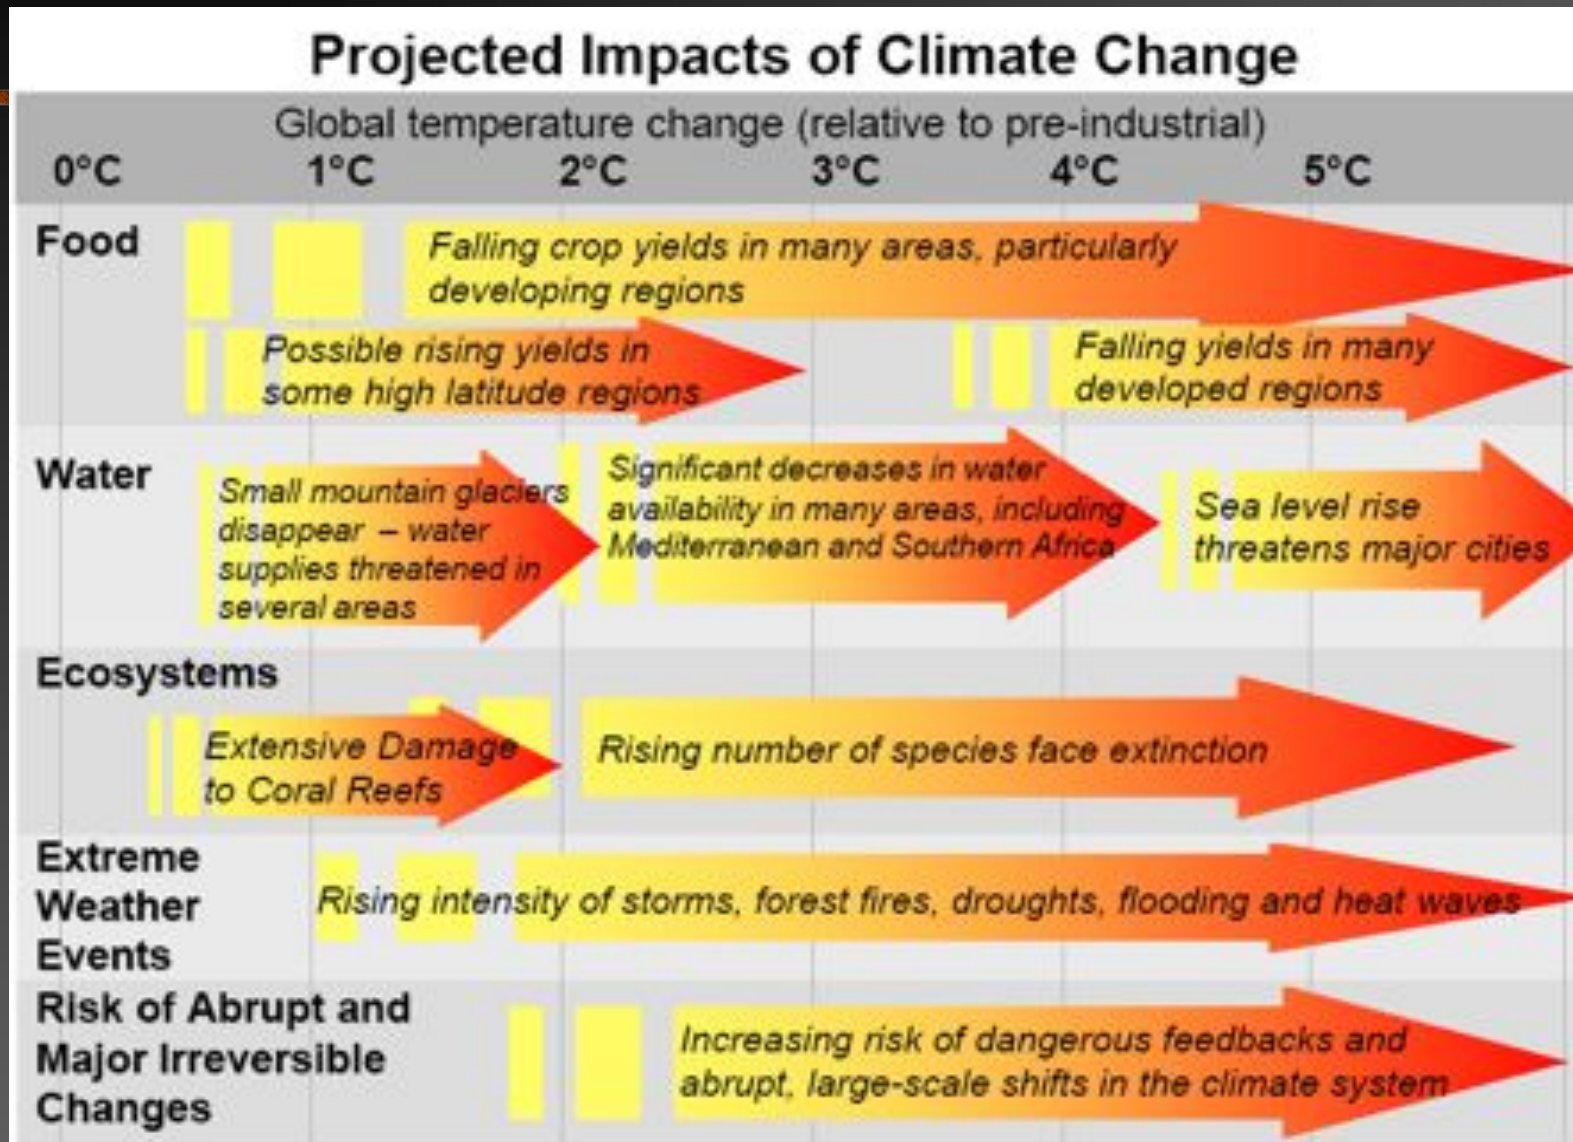 Projected Impacts of Climate Change
Global temperature change (relative to pre-industrial)
0°C 1°C 2°C 3°C 4°C 5°C
Food
Falling crop yields in many areas, particularly
developing regions
Possible rising yields in
some high latitude regions
Falling yields in many
developed regions
Water
Small mountain glaciers
disappear – water
supplies threatened in
several areas
Significant decreases in water
availability in many areas, including
Mediterranean and Southern Africa
Sea level rise
threatens major cities
Ecosystems
Extensive Damage
to Coral Reefs
Rising number of species face extinction
Extreme
Weather
Events
Rising intensity of storms, forest fires, droughts, flooding and heat waves
Risk of Abrupt and
Major Irreversible
Changes
Increasing risk of dangerous feedbacks and
abrupt, large-scale shifts in the climate system